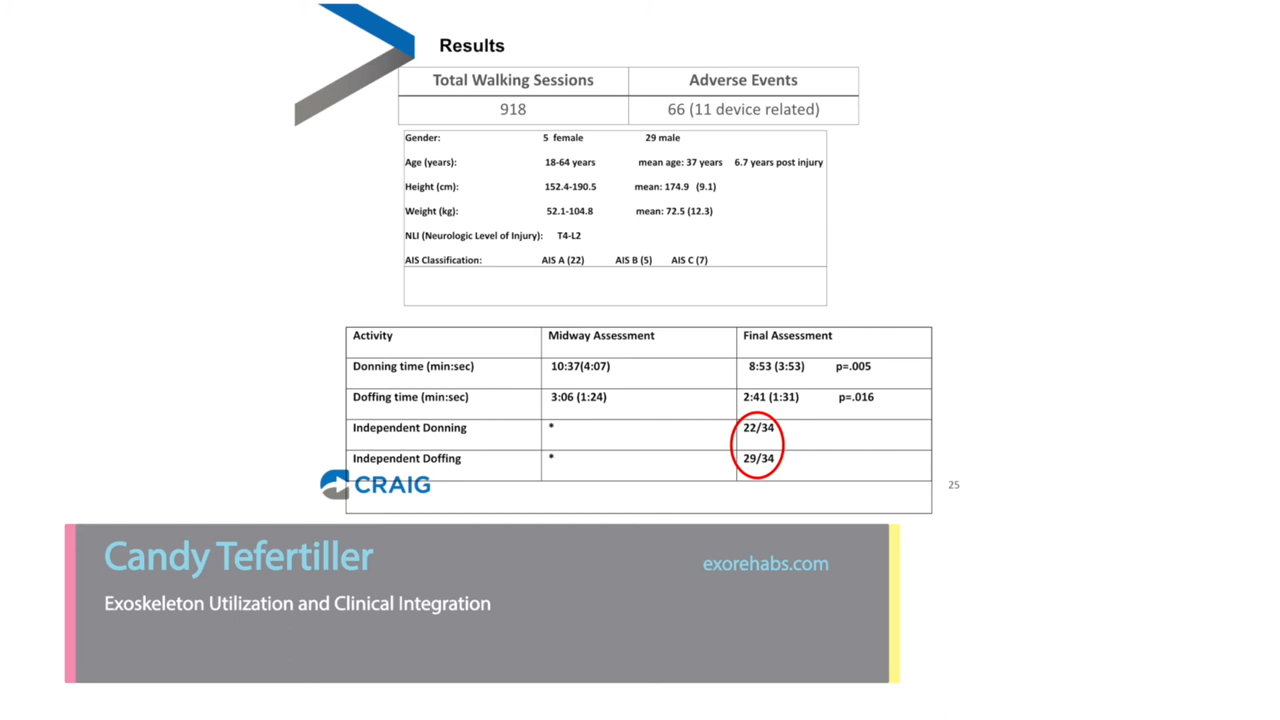 Results
Total Walking Sessions Adverse Events
918 66 (11 device related)
Gender: 5 female 29 male
Age (years): 18-64 years mean age: 37 years 6.7 years post injury
Height (cm): 152.4-190.5 mean: 174.9 (9.1)
Weight (kg): 52.1-104.8 mean: 72.5 (12.3)
NLI (Neurologic Level of Injury): T4-L2
AIS Classification: AIS A (22) AIS B (5) AIS C (7)
Activity Midway Assessment Final Assessment
Donning time (min:sec) 10:37(4:07) 8:53 (3:53) p=.005
Doffing time (min:sec) 3:06 (1:24) 2:41 (1:31) p=.016
Independent Donning * 22/34
Independent Doffing * 29/34
CRAIG
25
Candy Tefertiller exorehabs.com
Exoskeleton Utilization and Clinical Integration